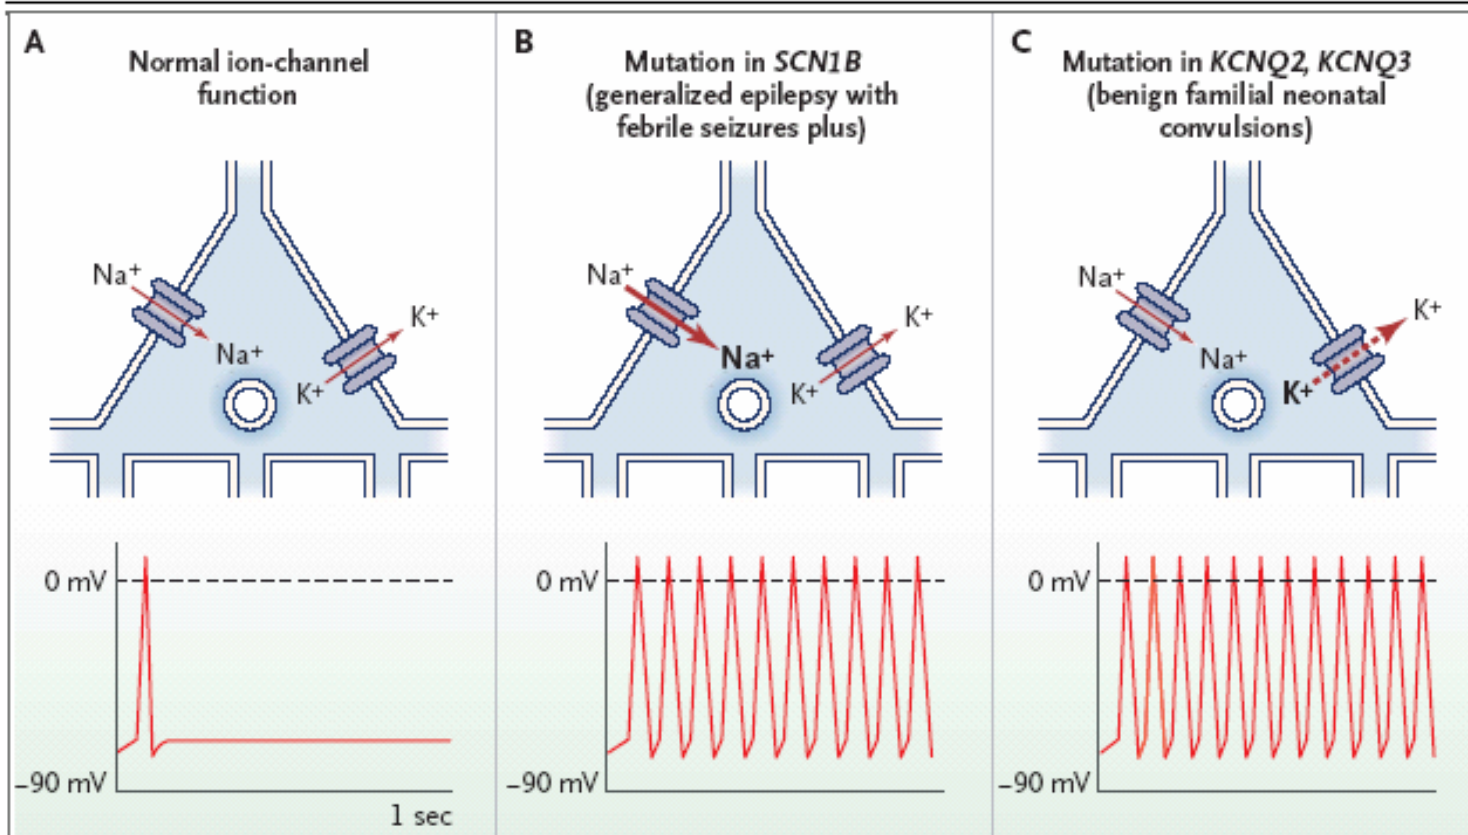 A
Normal ion-channel
function
Na+
Na+
K+
K+
0 mV
–90 mV
1 sec
B
Mutation in SCN1B
(generalized epilepsy with
febrile seizures plus)
Na+
Na+
K+
K+
0 mV
–90 mV
C
Mutation in KCNQ2, KCNQ3
(benign familial neonatal
convulsions)
Na+
Na+
K+
K+
0 mV
–90 mV